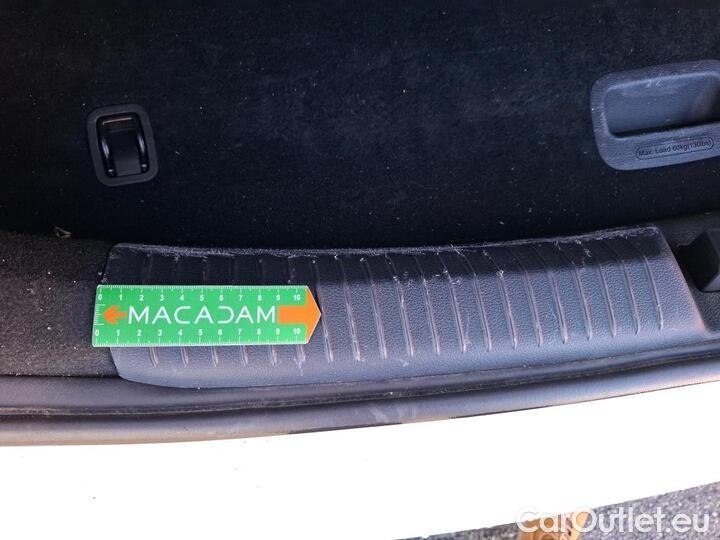 Max. Load 60kg(130lbs)
0 1 2 3 4 5 6 7 8 9 10
MACADAM
0 1 2 3 4 5 6 7 8 9 10
CarOutlet.eu